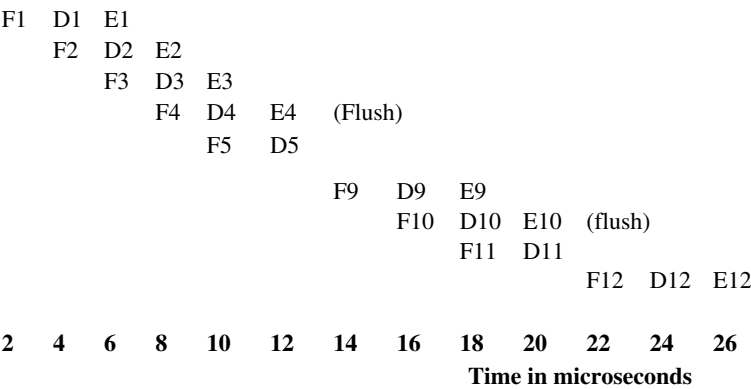 F1 D1 E1
F2 D2 E2
F3 D3 E3
F4 D4 E4 (Flush)
F5 D5
F9 D9 E9
F10 D10 E10 (flush)
F11 D11
F12 D12 E12
2 4 6 8 10 12 14 16 18 20 22 24 26
Time in microseconds